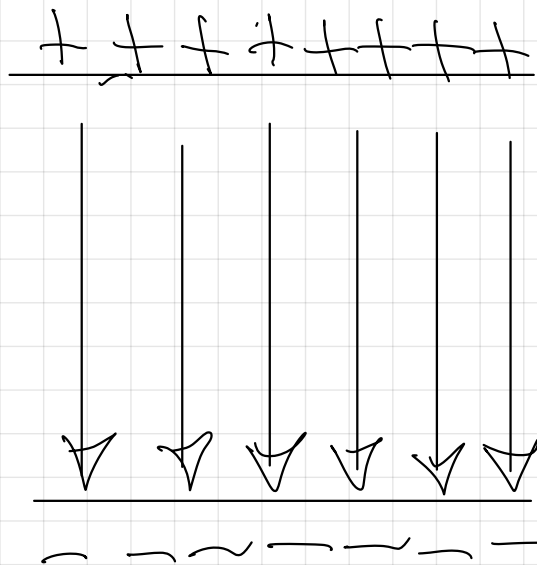 + + + + + + + +
- - - - - - -